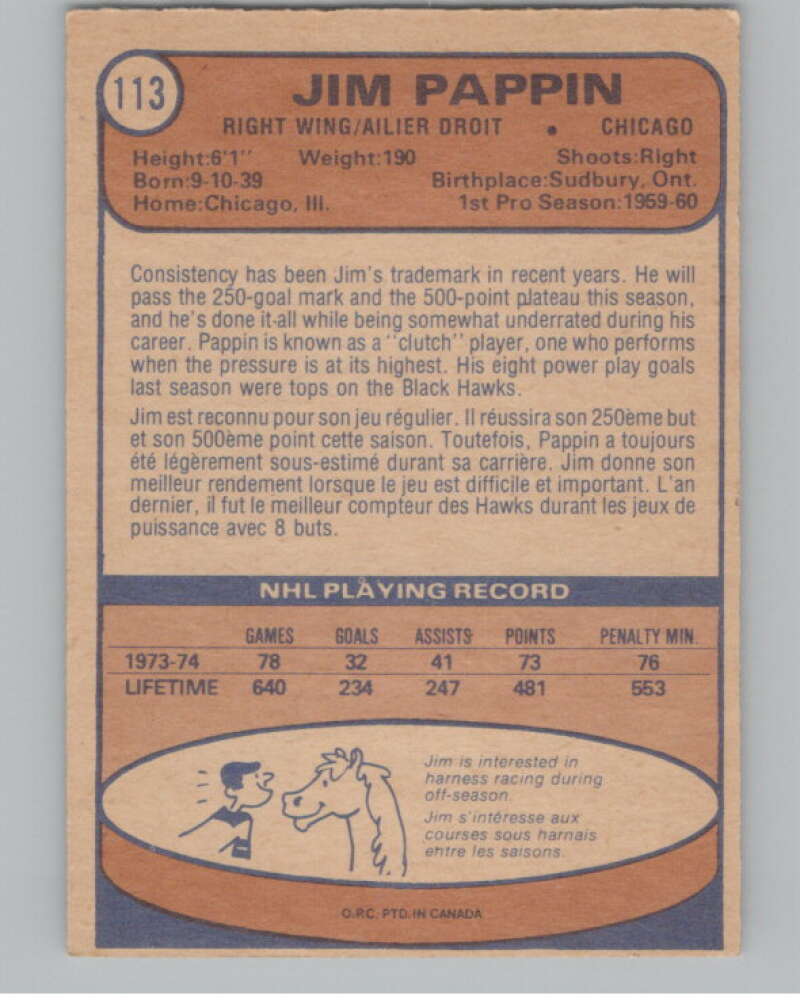 113
JIM PAPPIN
RIGHT WING/AILIER DROIT • CHICAGO
Height:6'1" Weight:190 Shoots:Right
Born:9-10-39 Birthplace:Sudbury, Ont.
Home:Chicago, Ill. 1st Pro Season:1959-60
Consistency has been Jim's trademark in recent years. He will
pass the 250-goal mark and the 500-point plateau this season,
and he's done it-all while being somewhat underrated during his
career. Pappin is known as a "clutch" player, one who performs
when the pressure is at its highest. His eight power play goals
last season were tops on the Black Hawks.
Jim est reconnu pour son jeu régulier. Il réussira son 250ème but
et son 500ème point cette saison. Toutefois, Pappin a toujours
été légèrement sous-estimé durant sa carrière. Jim donne son
meilleur rendement lorsque le jeu est difficile et important. L'an
dernier, il fut le meilleur compteur des Hawks durant les jeux de
puissance avec 8 buts.
NHL PLAYING RECORD
GAMES GOALS ASSISTS POINTS PENALTY MIN.
1973-74 78 32 41 73 76
LIFETIME 640 234 247 481 553
Jim is interested in
harness racing during
off-season.
Jim s'intéresse aux
courses sous harnais
entre les saisons.
O.P.C. PTD. IN CANADA